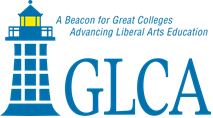 A Beacon for Great Colleges
Advancing Liberal Arts Education
GLCA